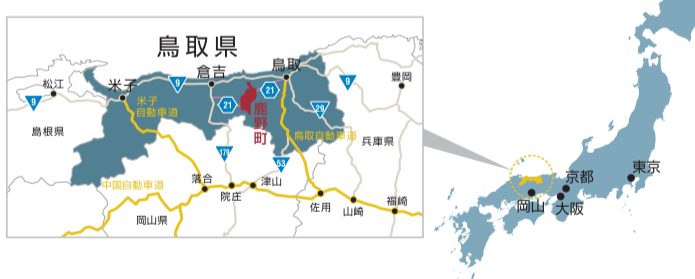 鳥取県
鳥取
倉吉
米子
松江
豊岡
9
9
9
21
21
29
179
53
鹿野町
米子
自動車道
鳥取自動車道
島根県
兵庫県
中国自動車道
落合
院庄
津山
佐用
山崎
福崎
岡山県
東京
京都
大阪
岡山